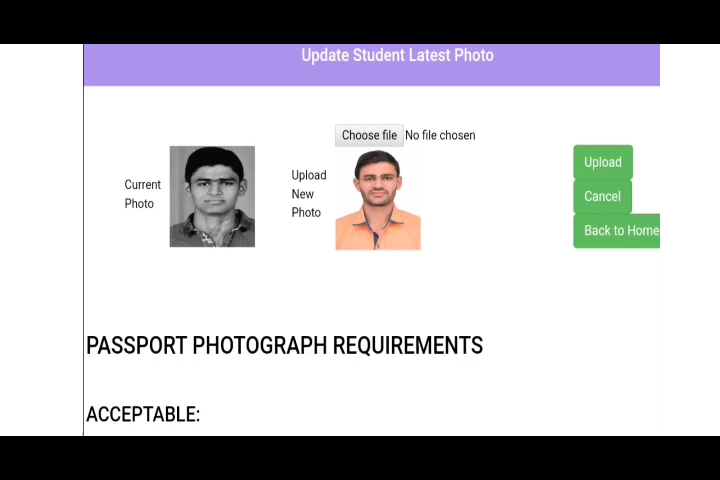 Update Student Latest Photo
Choose file No file chosen
Current
Photo
Upload
New
Photo
Upload
Cancel
Back to Home
PASSPORT PHOTOGRAPH REQUIREMENTS
ACCEPTABLE: